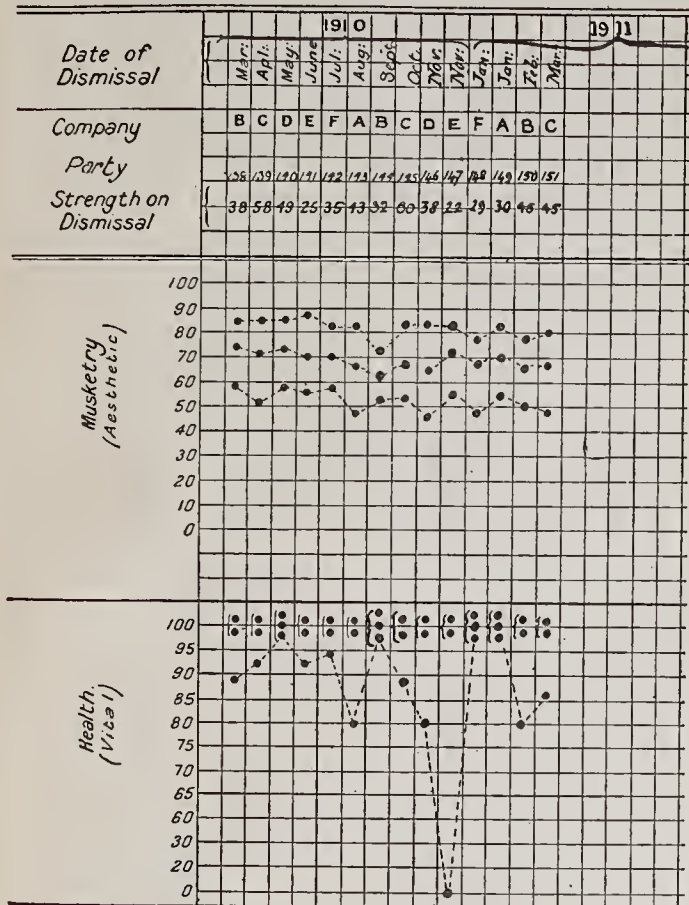 1910 1911
Date of Dismissal
Mar: Apl: May: June Jul: Aug: Sept Oct. Nov: Nov: Jan: Jan: Feb: Mar:
Company B C D E F A B C D E F A B C
Party 138 139 140 141 142 143 144 145 146 147 148 149 150 151
Strength on Dismissal 38 58 49 25 35 43 32 60 38 22 29 30 46 45
Musketry
(Aesthetic)
100
90
80
70
60
50
40
30
20
10
0
Health.
(Vital)
100
95
90
85
80
75
70
65
60
30
20
0